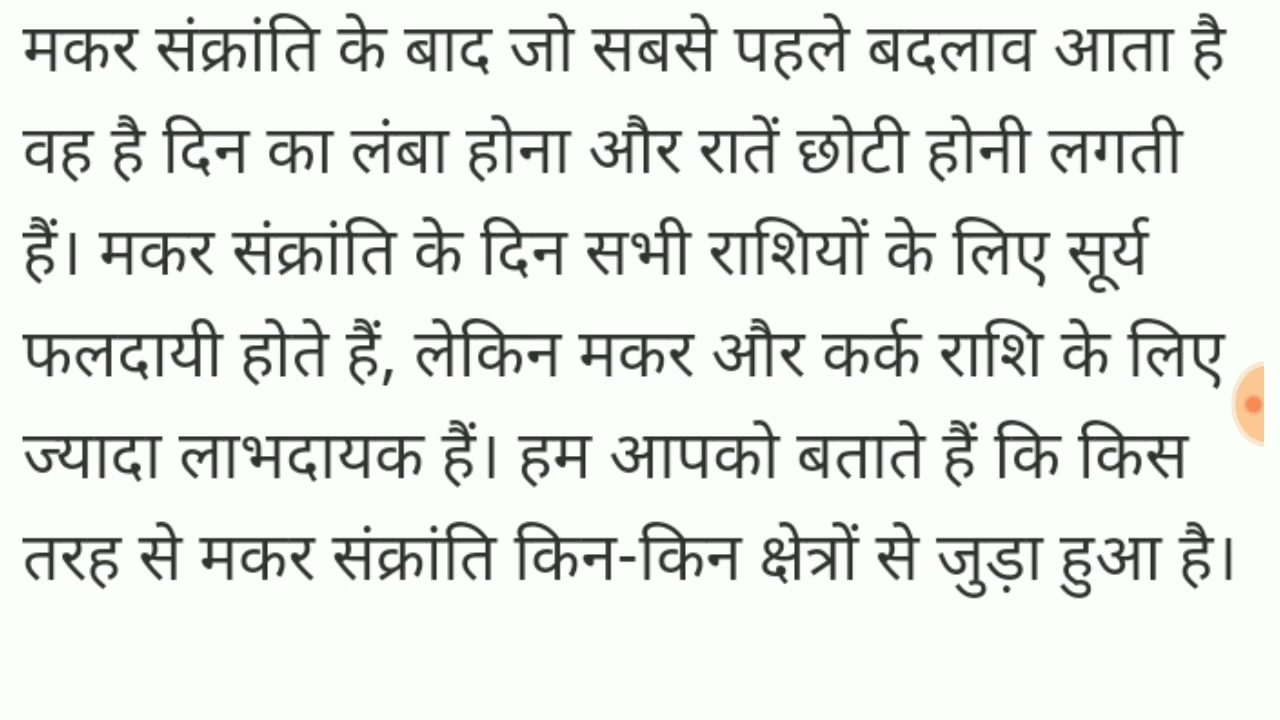 मकर संक्रांति के बाद जो सबसे पहले बदलाव आता है
वह है दिन का लंबा होना और रातें छोटी होनी लगती
हैं। मकर संक्रांति के दिन सभी राशियों के लिए सूर्य
फलदायी होते हैं, लेकिन मकर और कर्क राशि के लिए
ज्यादा लाभदायक हैं। हम आपको बताते हैं कि किस
तरह से मकर संक्रांति किन-किन क्षेत्रों से जुड़ा हुआ है।